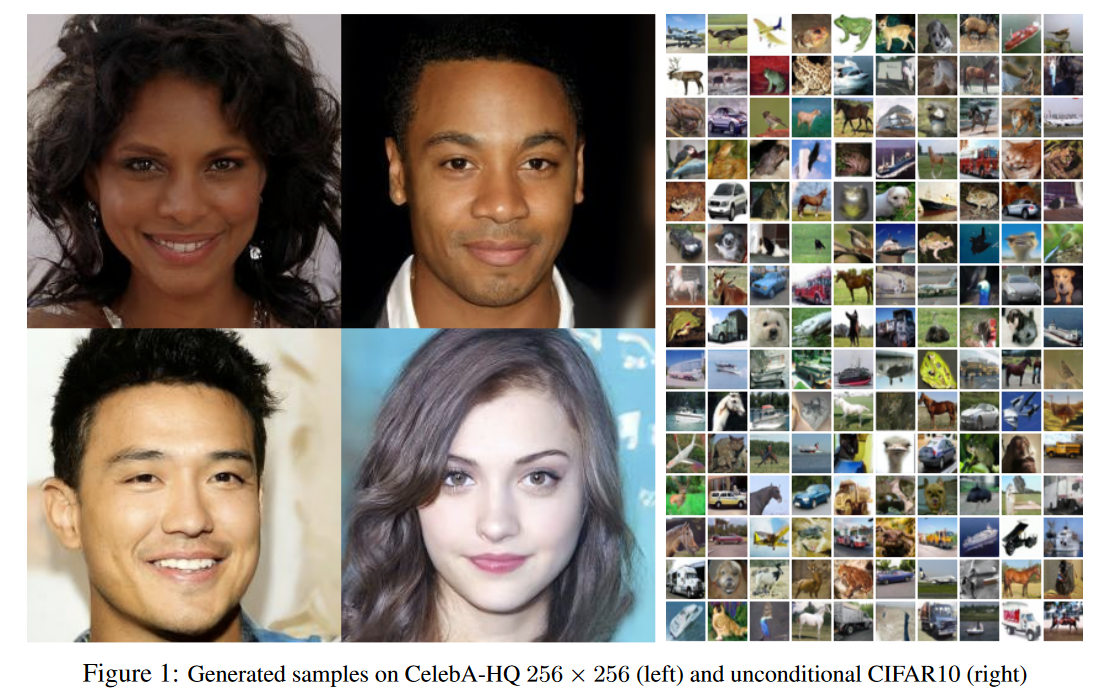 Figure 1: Generated samples on CelebA-HQ 256 × 256 (left) and unconditional CIFAR10 (right)